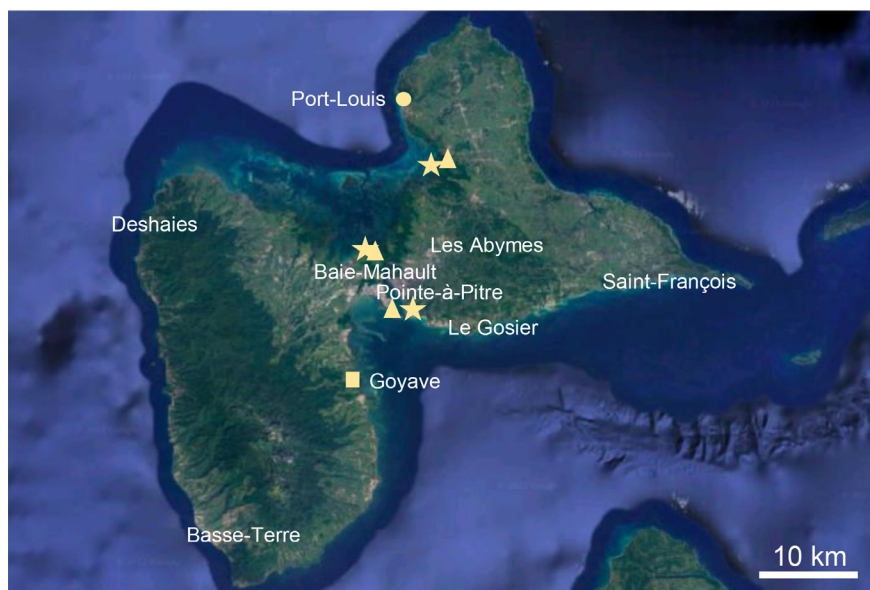 Port-Louis
Deshaies
Les Abymes
Baie-Mahault
Saint-François
Pointe-à-Pitre
Le Gosier
Goyave
Basse-Terre
10 km